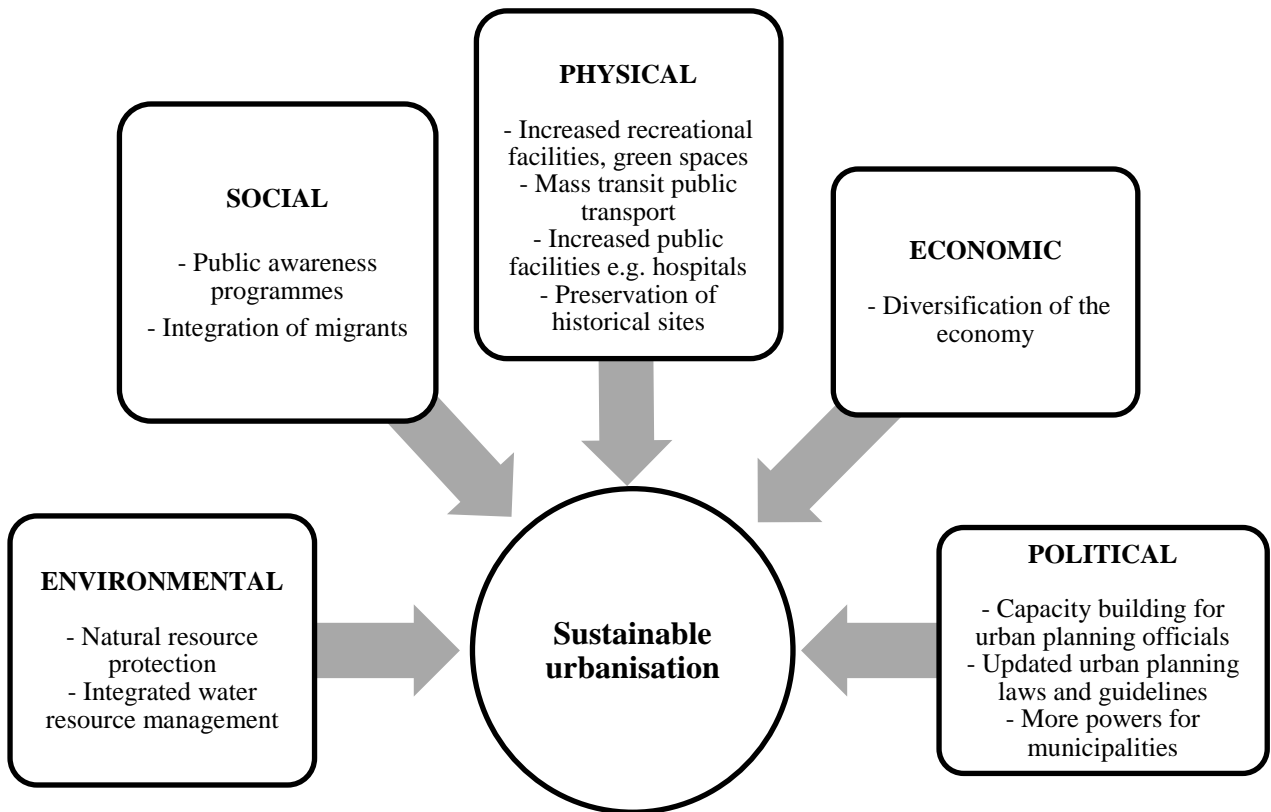 PHYSICAL
- Increased recreational
facilities, green spaces
- Mass transit public
transport
- Increased public
facilities e.g. hospitals
- Preservation of
historical sites
SOCIAL
- Public awareness
programmes
- Integration of migrants
ECONOMIC
- Diversification of the
economy
ENVIRONMENTAL
- Natural resource
protection
- Integrated water
resource management
Sustainable
urbanisation
POLITICAL
- Capacity building for
urban planning officials
- Updated urban planning
laws and guidelines
- More powers for
municipalities